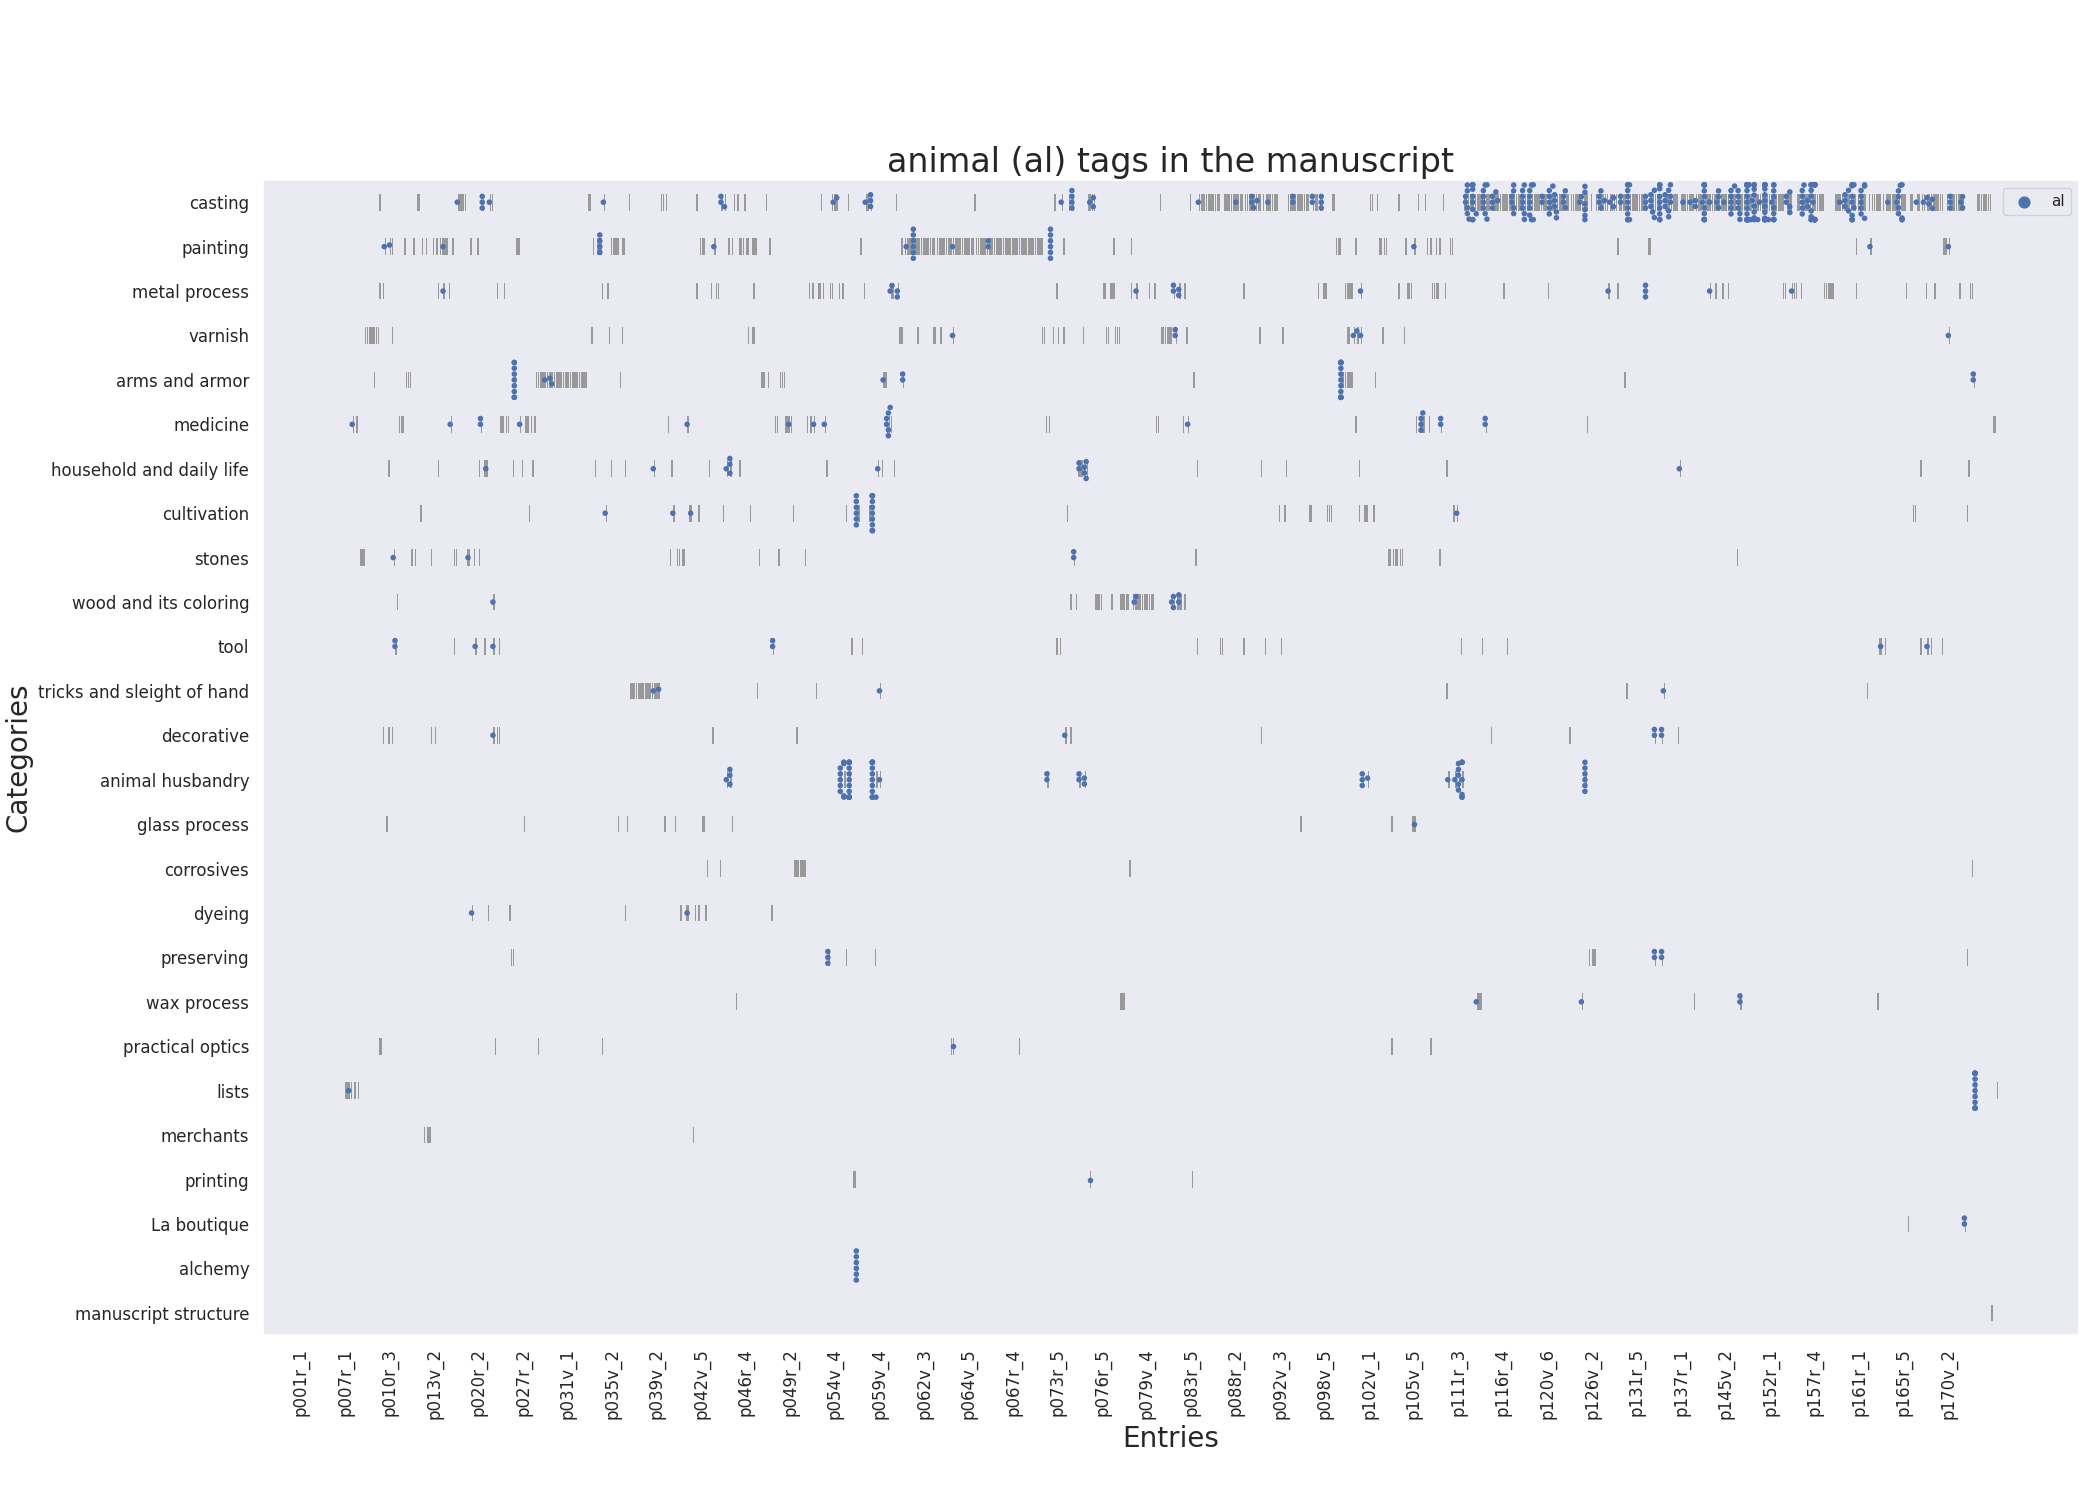 animal (al) tags in the manuscript
al
Categories
casting
painting
metal process
varnish
arms and armor
medicine
household and daily life
cultivation
stones
wood and its coloring
tool
tricks and sleight of hand
decorative
animal husbandry
glass process
corrosives
dyeing
preserving
wax process
practical optics
lists
merchants
printing
La boutique
alchemy
manuscript structure
p001r_1
p007r_1
p010r_3
p013v_2
p020r_2
p027r_2
p031v_1
p035v_2
p039v_2
p042v_5
p046r_4
p049r_2
p054v_4
p059v_4
p062v_3
p064v_5
p067r_4
p073r_5
p076r_5
p079v_4
p083r_5
p088r_2
p092v_3
p098v_5
p102v_1
p105v_5
p111r_3
p116r_4
p120v_6
p126v_2
p131r_5
p137r_1
p145v_2
p152r_1
p157r_4
p161r_1
p165r_5
p170v_2
Entries